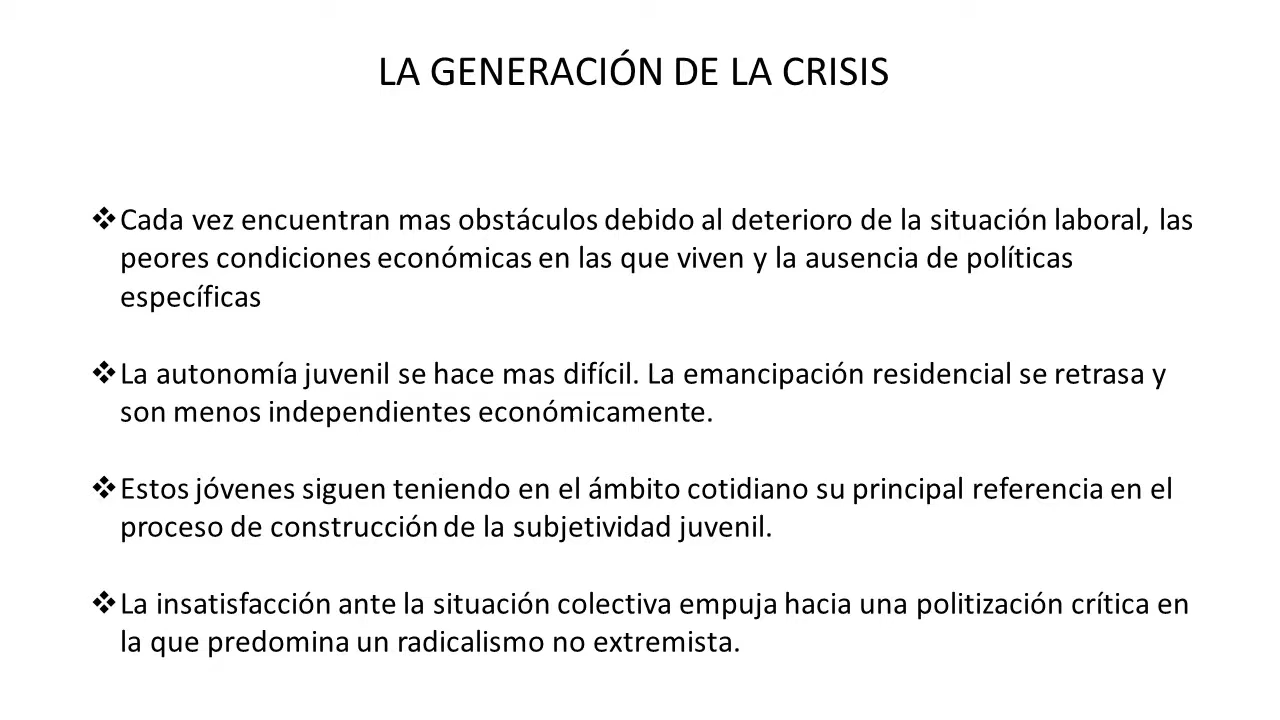 LA GENERACIÓN DE LA CRISIS
❖Cada vez encuentran mas obstáculos debido al deterioro de la situación laboral, las
peores condiciones económicas en las que viven y la ausencia de políticas
específicas
❖La autonomía juvenil se hace mas difícil. La emancipación residencial se retrasa y
son menos independientes económicamente.
❖Estos jóvenes siguen teniendo en el ámbito cotidiano su principal referencia en el
proceso de construcción de la subjetividad juvenil.
❖La insatisfacción ante la situación colectiva empuja hacia una politización crítica en
la que predomina un radicalismo no extremista.